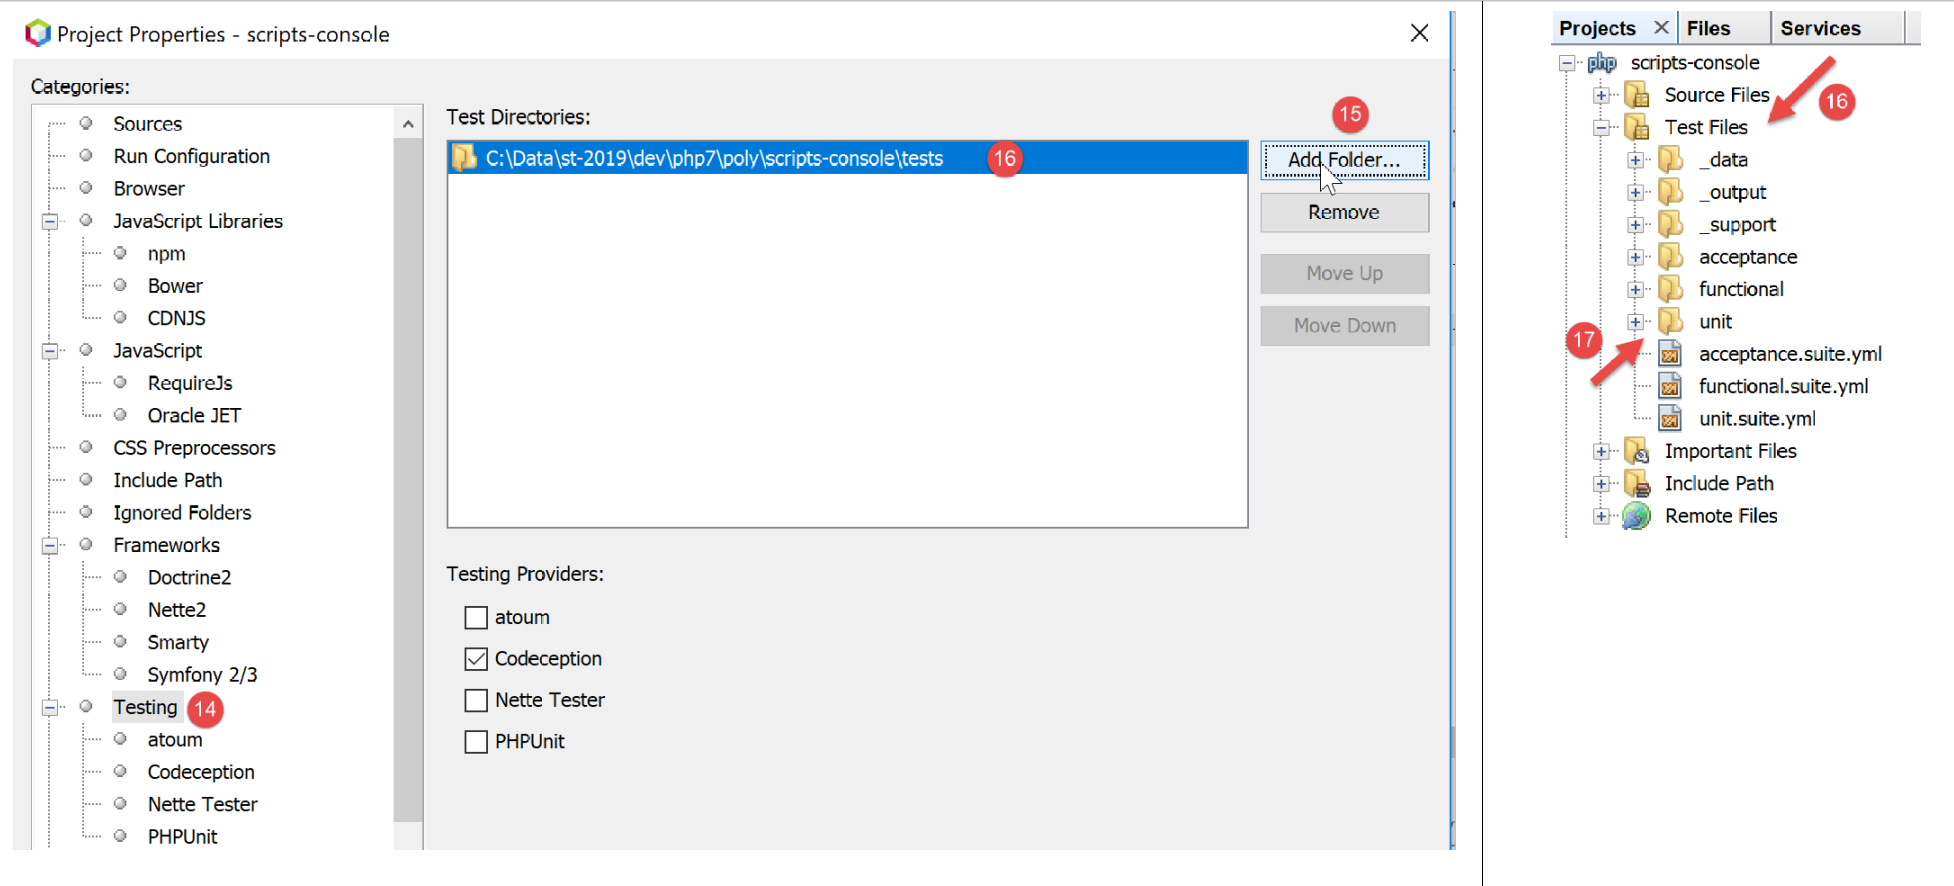 Project Properties - scripts-console
Categories:
Sources
Run Configuration
Browser
JavaScript Libraries
npm
Bower
CDNJS
JavaScript
RequireJs
Oracle JET
CSS Preprocessors
Include Path
Ignored Folders
Frameworks
Doctrine2
Nette2
Smarty
Symfony 2/3
Testing 14
atoum
Codeception
Nette Tester
PHPUnit
Test Directories:
15
C:\Data\st-2019\dev\php7\poly\scripts-console\tests 16
Add Folder...
Remove
Move Up
Move Down
Testing Providers:
atoum
Codeception
Nette Tester
PHPUnit
Projects Files Services
php scripts-console
Source Files 16
Test Files
_data
_output
_support
acceptance
functional
unit
17
acceptance.suite.yml
functional.suite.yml
unit.suite.yml
Important Files
Include Path
Remote Files